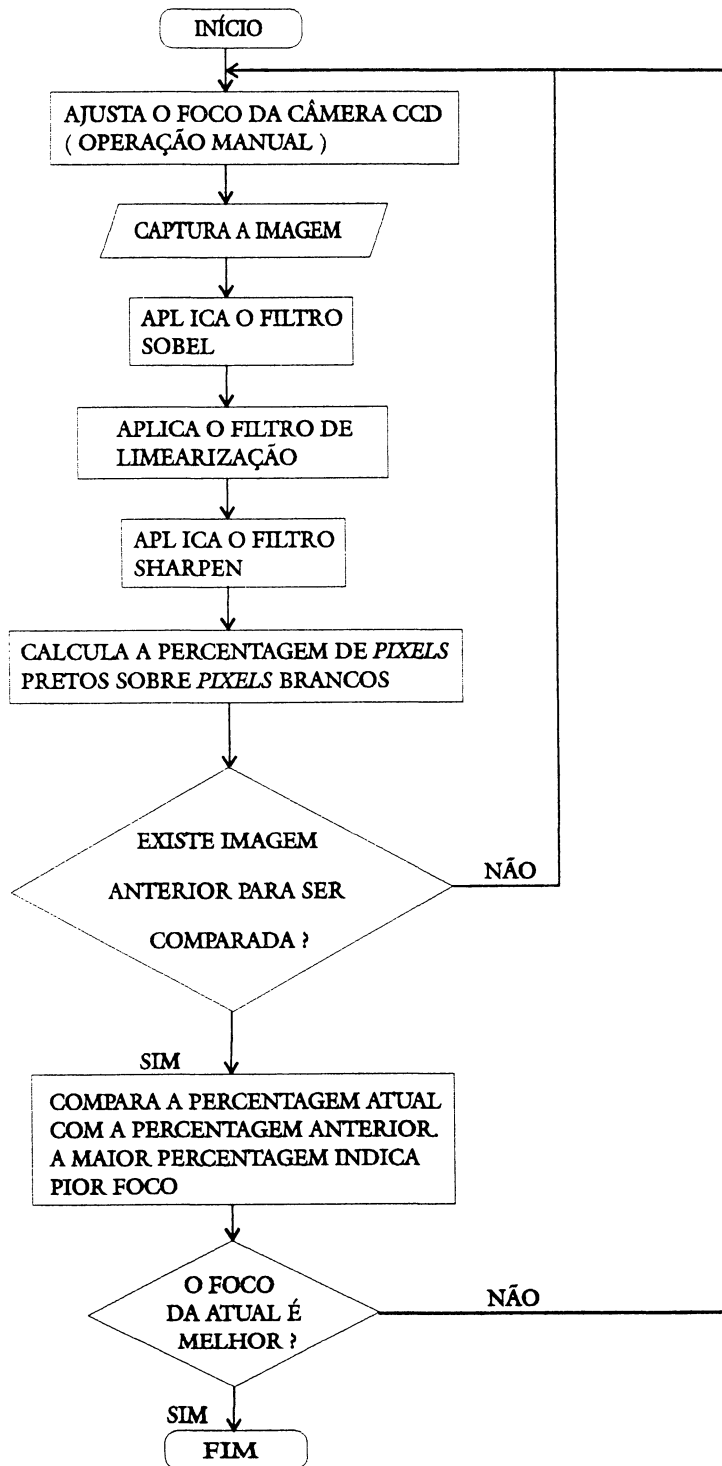 INÍCIO
AJUSTA O FOCO DA CÂMERA CCD
( OPERAÇÃO MANUAL )
CAPTURA A IMAGEM
APL ICA O FILTRO
SOBEL
APLICA O FILTRO DE
LIMEARIZAÇÃO
APL ICA O FILTRO
SHARPEN
CALCULA A PERCENTAGEM DE PIXELS
PRETOS SOBRE PIXELS BRANCOS
EXISTE IMAGEM
ANTERIOR PARA SER
COMPARADA ?
NÃO
SIM
COMPARA A PERCENTAGEM ATUAL
COM A PERCENTAGEM ANTERIOR.
A MAIOR PERCENTAGEM INDICA
PIOR FOCO
O FOCO
DA ATUAL É
MELHOR ?
NÃO
SIM
FIM